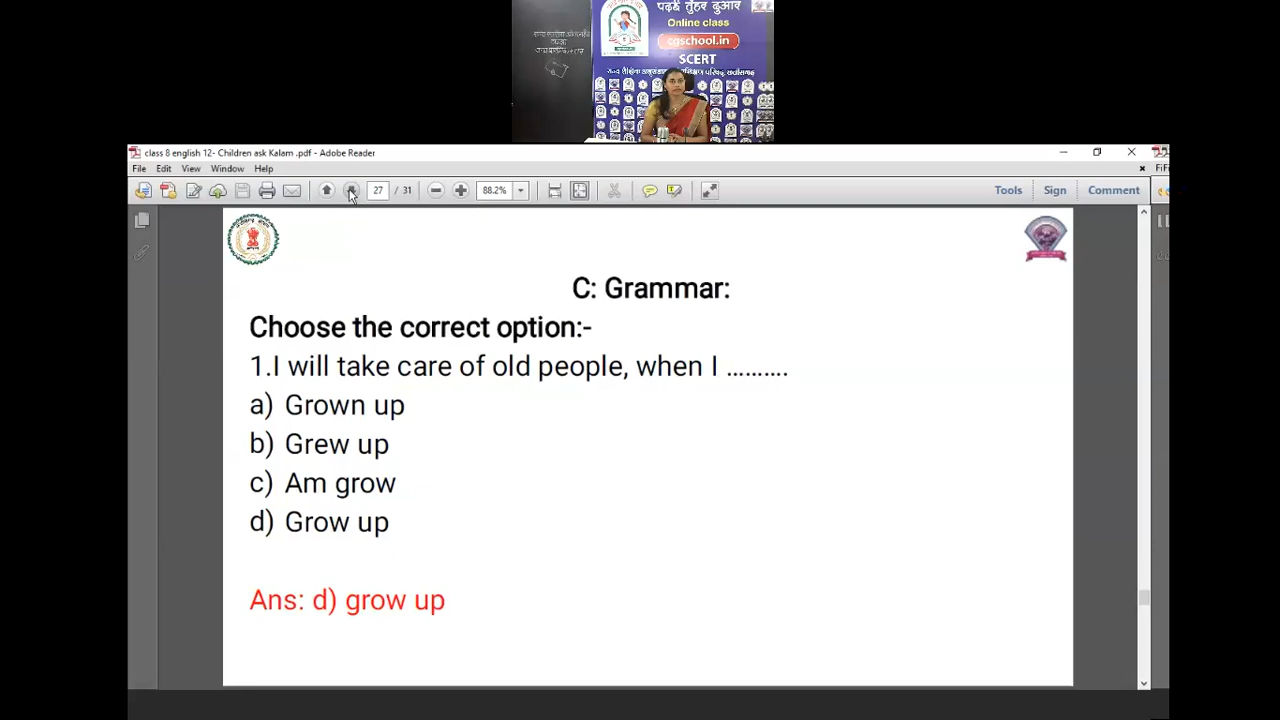 पढ़ई तुंहर दुआर
Online class
cgschool.in
SCERT
class 8 english 12- Children ask Kalam .pdf - Adobe Reader
File Edit View Window Help
27 / 31 88.2% Tools Sign Comment
C: Grammar:
Choose the correct option:-
1.I will take care of old people, when I ……….
a) Grown up
b) Grew up
c) Am grow
d) Grow up
Ans: d) grow up